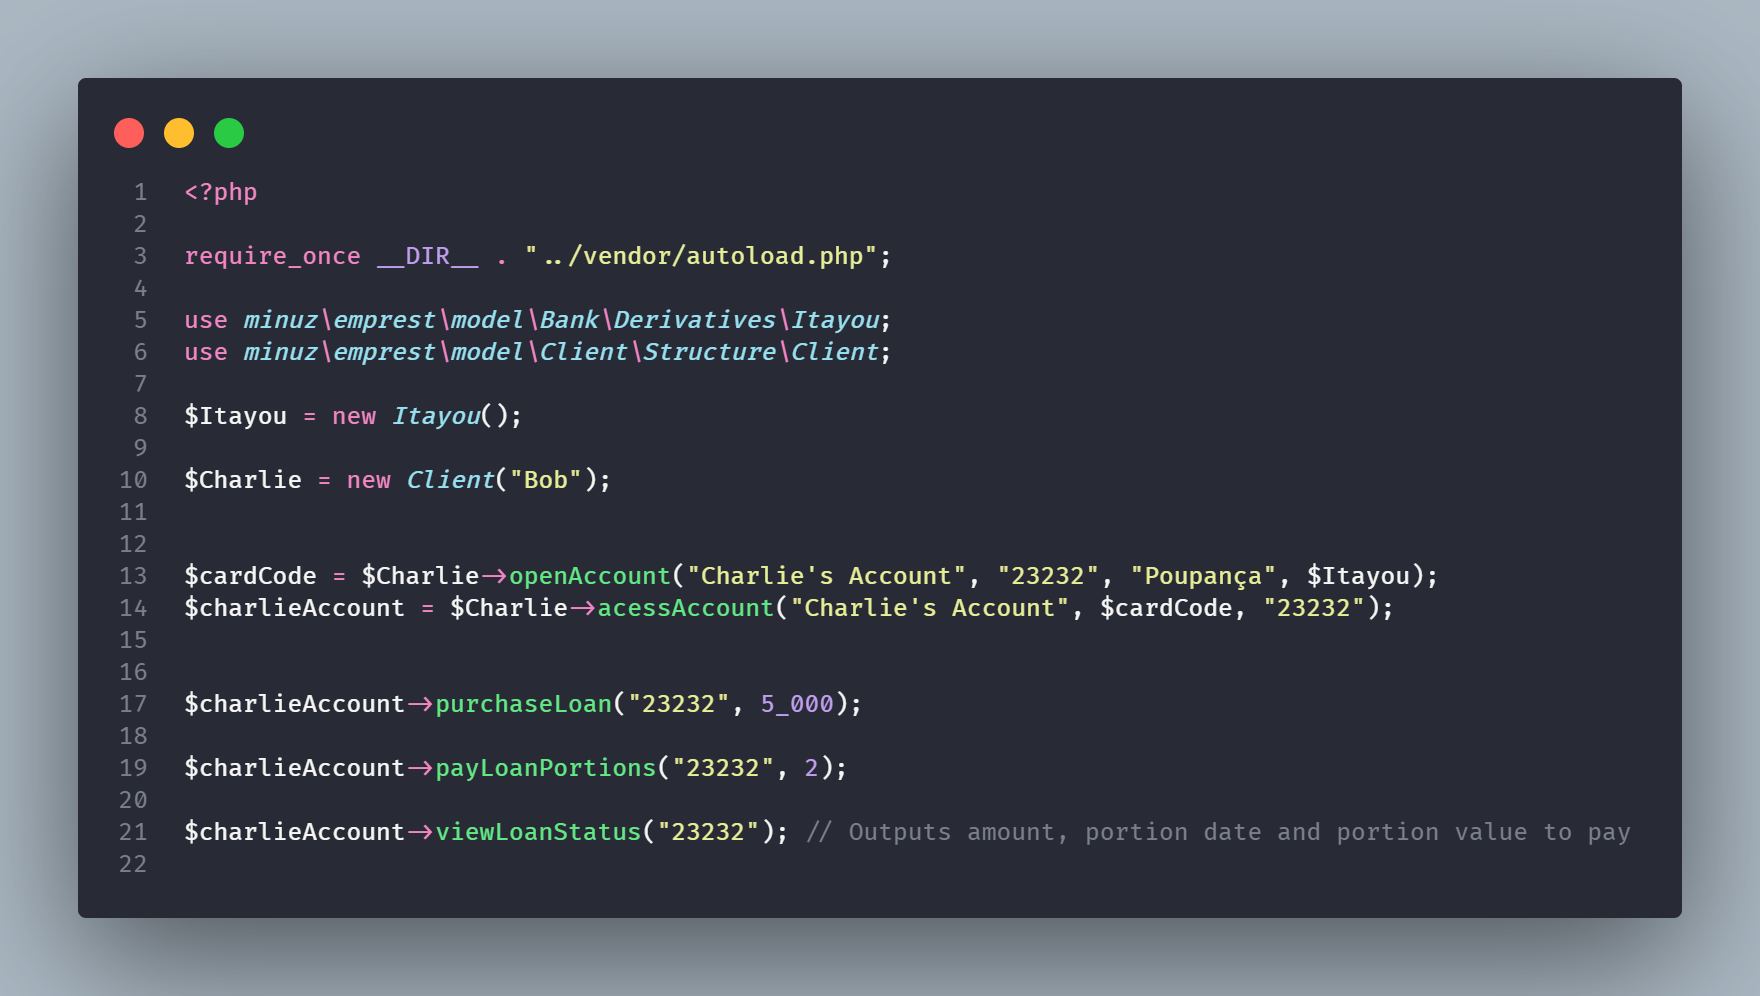 1 <?php
2
3 require_once __DIR__ . "../vendor/autoload.php";
4
5 use minuz\emprest\model\Bank\Derivatives\Itayou;
6 use minuz\emprest\model\Client\Structure\Client;
7
8 $Itayou = new Itayou();
9
10 $Charlie = new Client("Bob");
11
12
13 $cardCode = $Charlie->openAccount("Charlie's Account", "23232", "Poupança", $Itayou);
14 $charlieAccount = $Charlie->acessAccount("Charlie's Account", $cardCode, "23232");
15
16
17 $charlieAccount->purchaseLoan("23232", 5_000);
18
19 $charlieAccount->payLoanPortions("23232", 2);
20
21 $charlieAccount->viewLoanStatus("23232"); // Outputs amount, portion date and portion value to pay
22